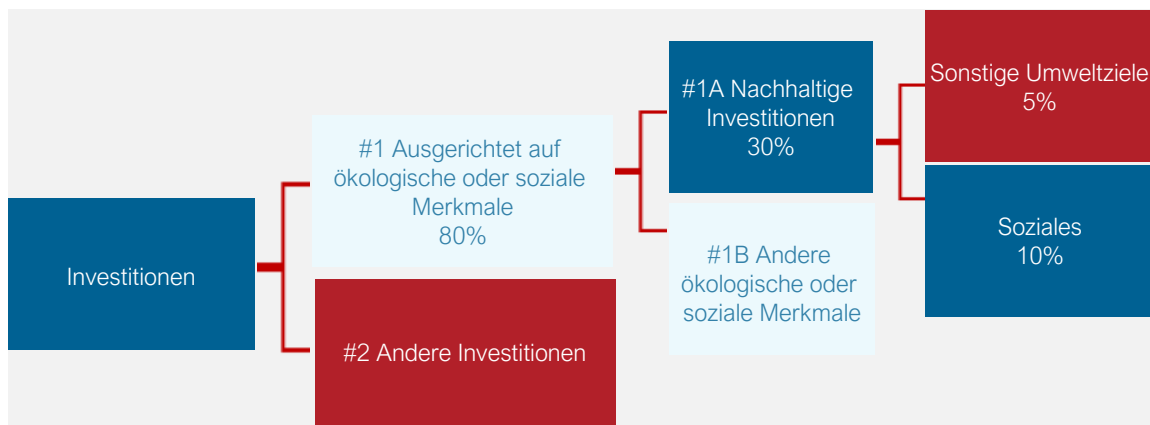 Investitionen
#1 Ausgerichtet auf
ökologische oder soziale
Merkmale
80%
#2 Andere Investitionen
#1A Nachhaltige
Investitionen
30%
#1B Andere
ökologische oder
soziale Merkmale
Sonstige Umweltziele
5%
Soziales
10%